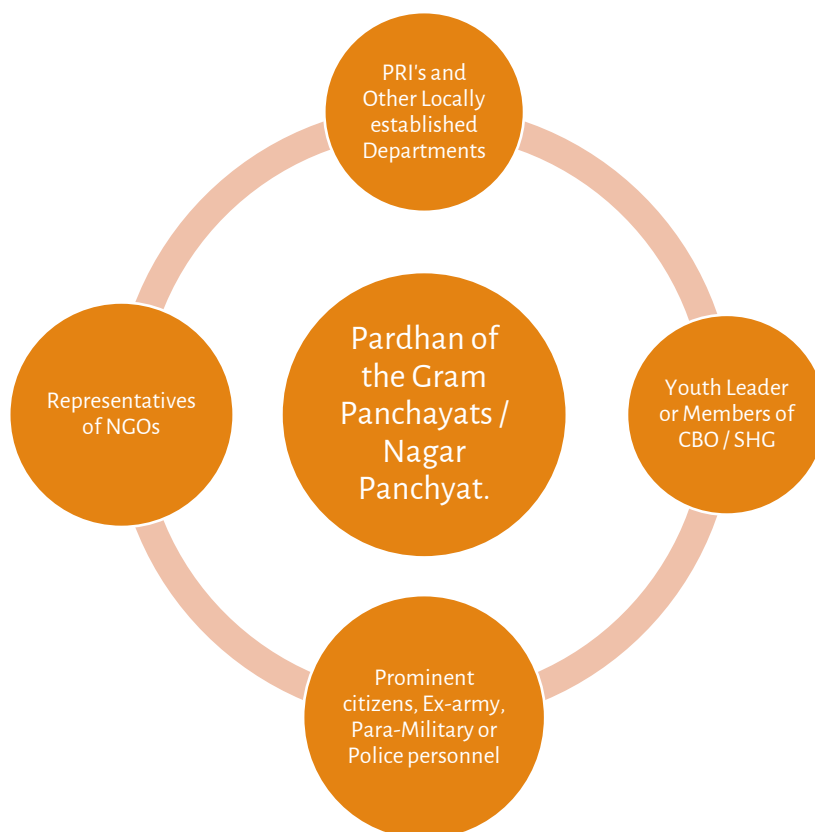 PRI's and
Other Locally
established
Departments
Representatives
of NGOs
Pardhan of
the Gram
Panchayats /
Nagar
Panchyat.
Youth Leader
or Members of
CBO / SHG
Prominent
citizens, Ex-army,
Para-Military or
Police personnel